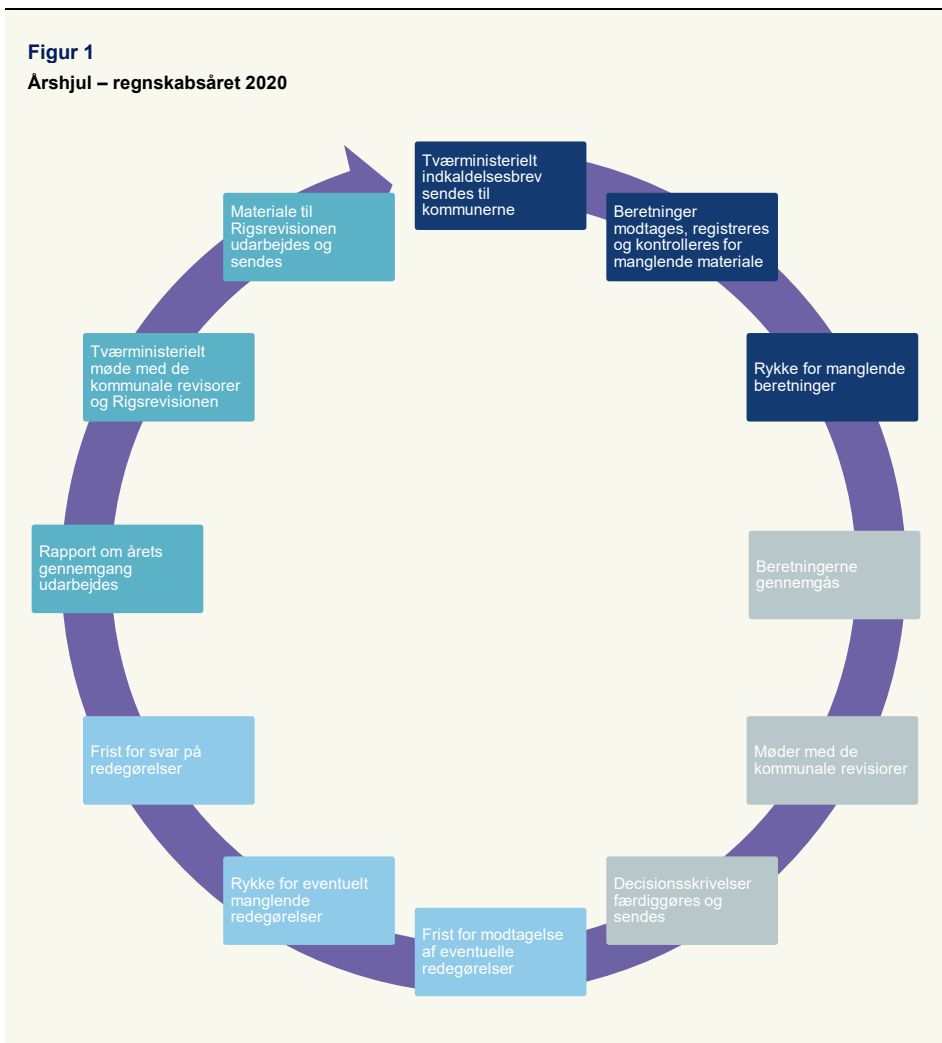 Figur 1
Årshjul – regnskabsåret 2020
Tværministerielt
indkaldelsesbrev
sendes til
kommunerne
Beretninger
modtages, registreres
og kontrolleres for
manglende materiale
Rykke for manglende
beretninger
Beretningerne
gennemgås
Møder med de
kommunale revisiorer
Decisionsskrivelser
færdiggøres og
sendes
Frist for modtagelse
af eventuelle
redegørelser
Rykke for eventuelt
manglende
redegørelser
Frist for svar på
redegørelser
Rapport om årets
gennemgang
udarbejdes
Tværministerielt
møde med de
kommunale revisorer
og Rigsrevisionen
Materiale til
Rigsrevisionen
udarbejdes og
sendes